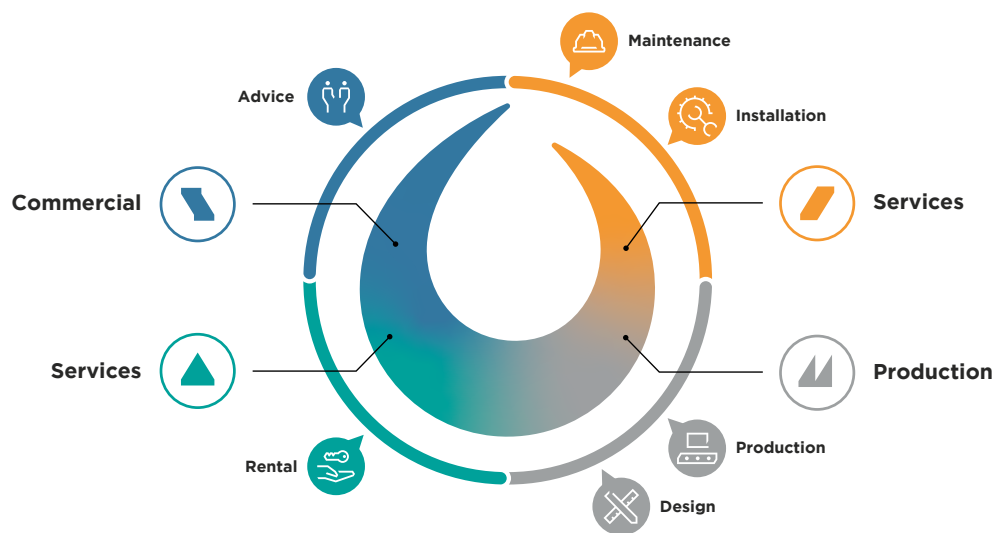 Maintenance
Advice
Installation
Commercial
Services
Services
Production
Production
Rental
Design